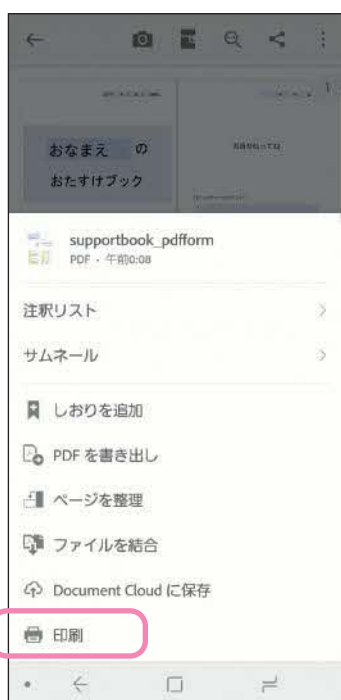 おなまえ の
おたすけブック
supportbook_pdfform
PDF・午前0:08
注釈リスト
サムネール
しおりを追加
PDF を書き出し
ページを整理
ファイルを結合
Document Cloud に保存
印刷